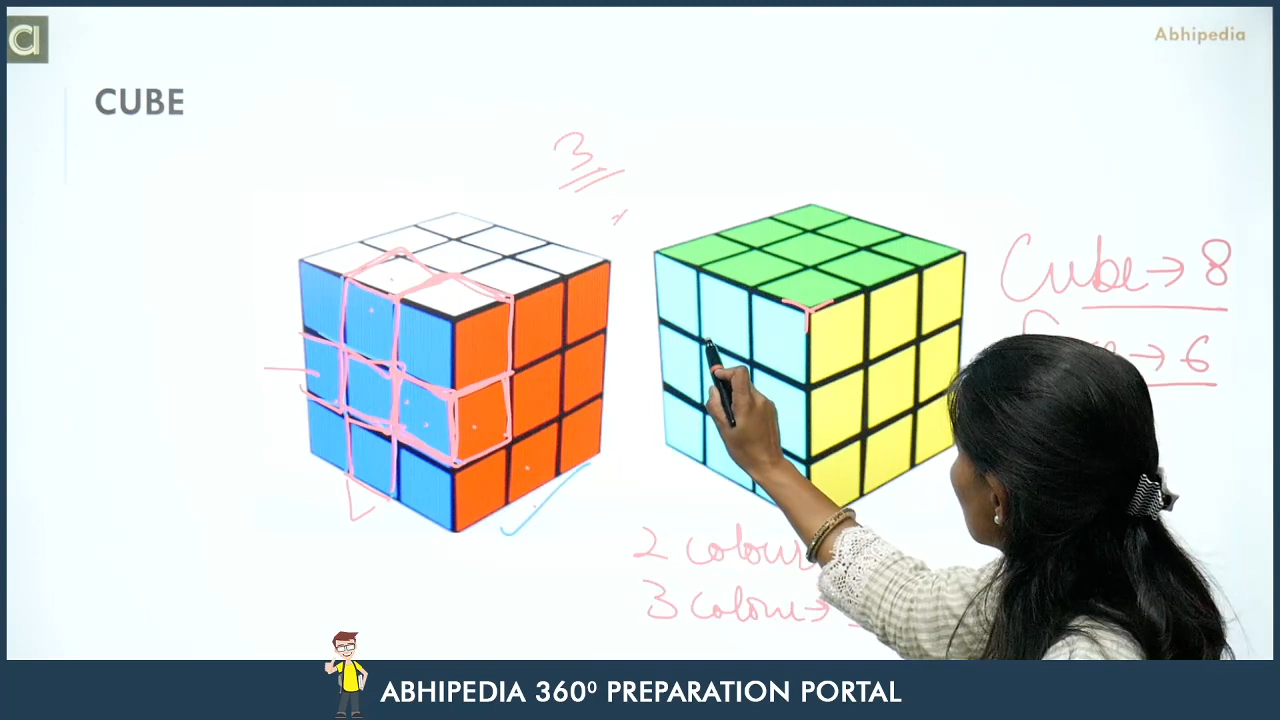 a
Abhipedia
CUBE
3
Cube → 8
→ 6
2 colour
3 colour →
ABHIPEDIA 360⁰ PREPARATION PORTAL